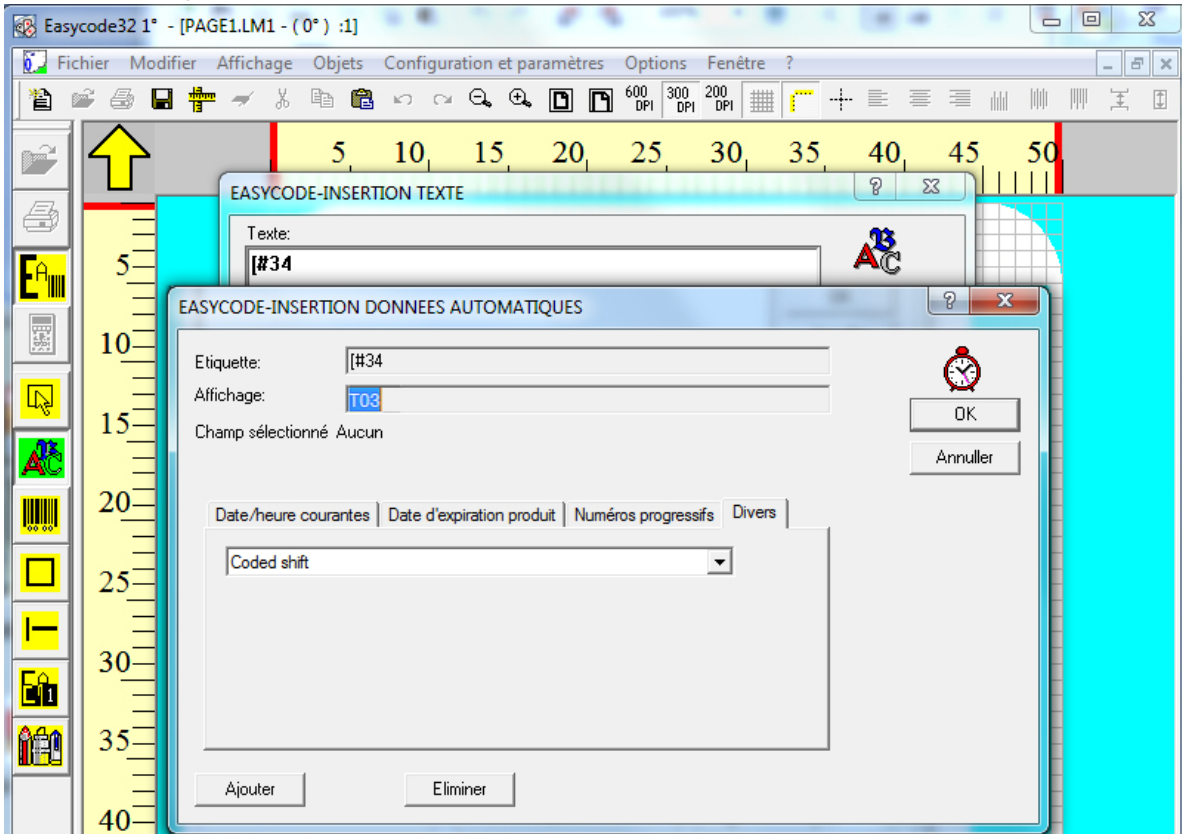 Easycode32 1° - [PAGE1.LM1 - ( 0° ) :1]
Fichier Modifier Affichage Objets Configuration et paramètres Options Fenêtre ?
600 DPI 300 DPI 200 DPI
5 10 15 20 25 30 35 40 45 50
EASYCODE-INSERTION TEXTE
Texte:
[#34
ABC
5
EASYCODE-INSERTION DONNEES AUTOMATIQUES
10
Etiquette: [#34
Affichage: T03
OK
15
Champ sélectionné Aucun
Annuller
20
Date/heure courantes Date d'expiration produit Numéros progressifs Divers
Coded shift
25
30
35
Ajouter Eliminer
40